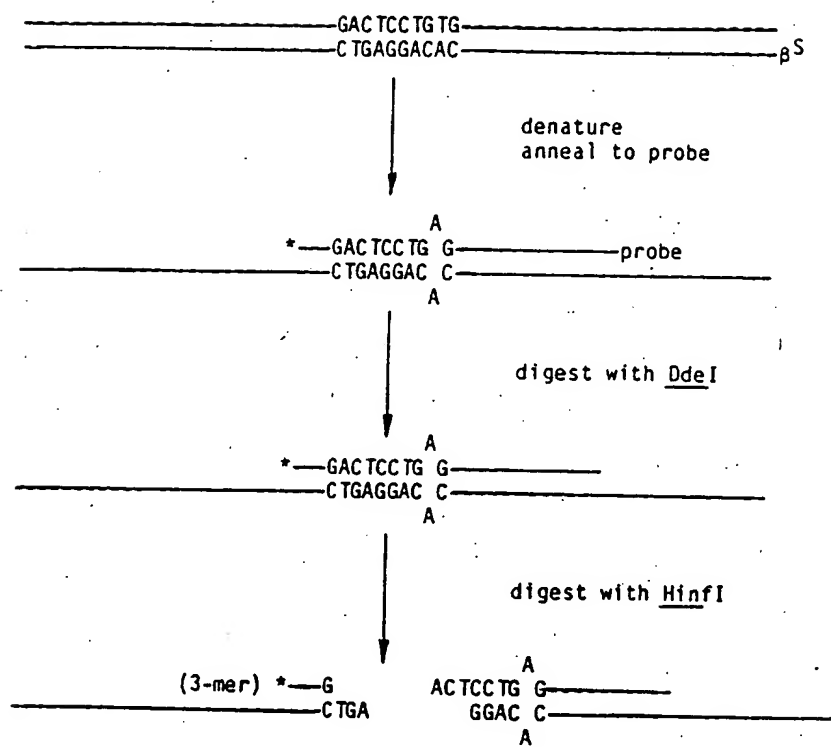 GACTCCTGTG
CTGAGGACAC
βS
denature
anneal to probe
A
*—GACTCCTG G—probe
CTGAGGAC C
A
digest with DdeI
A
*—GACTCCTG G
CTGAGGAC C
A
digest with HinfI
A
(3-mer) *—G ACTCCTG G
CTGA GGAC C
A